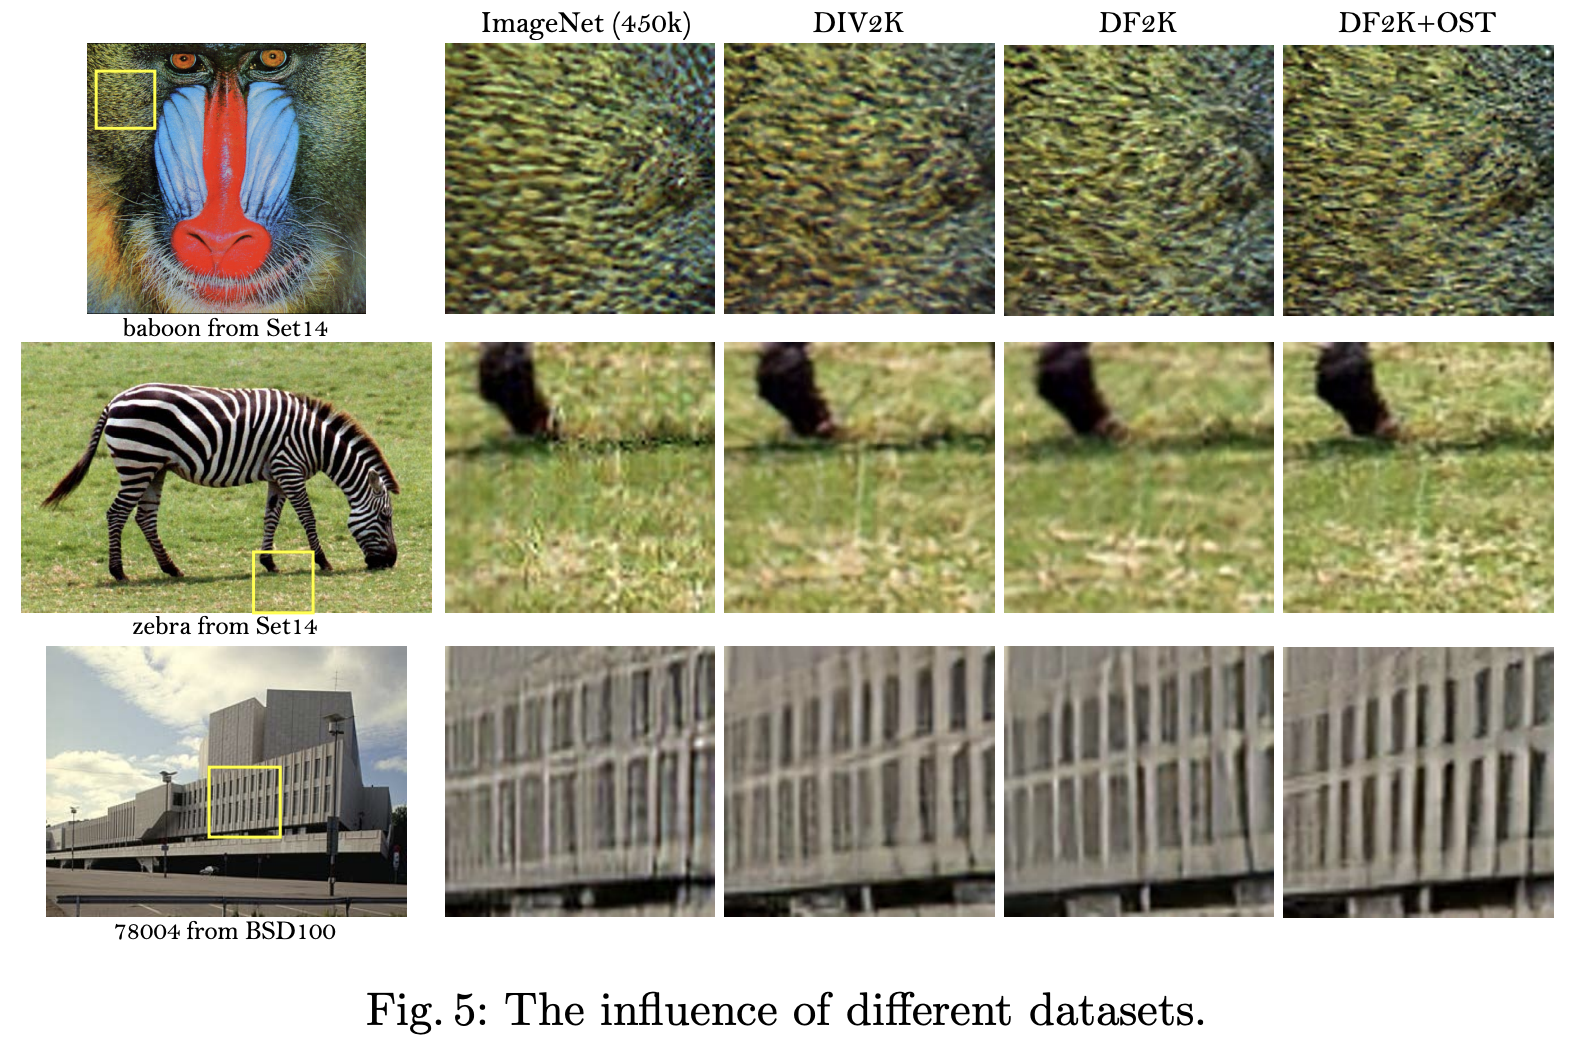 ImageNet (450k) DIV2K DF2K DF2K+OST
baboon from Set14
zebra from Set14
78004 from BSD100
Fig. 5: The influence of different datasets.